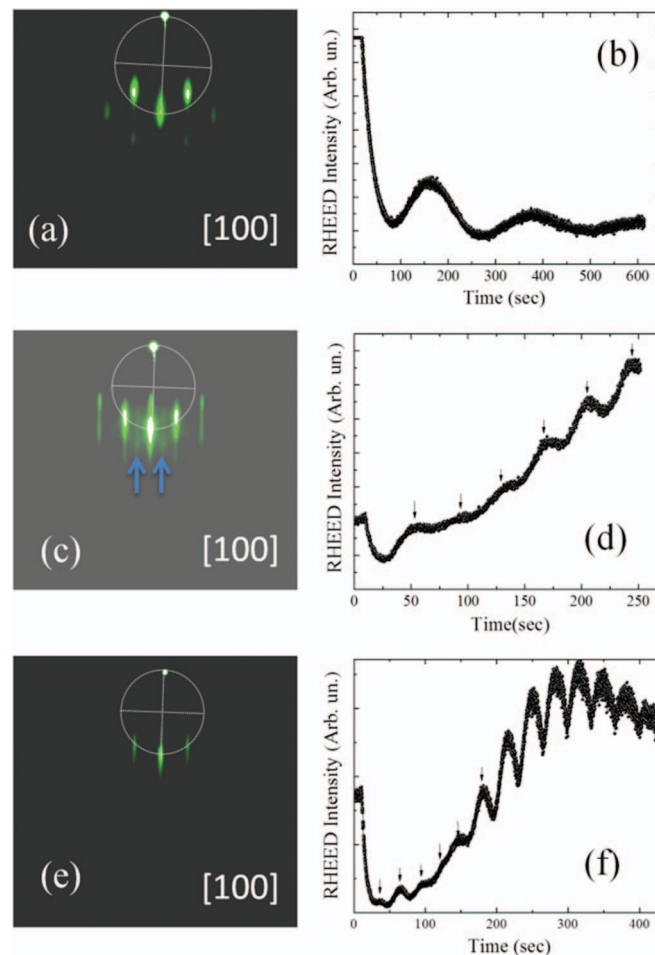 (a)
[100]
(b)
RHEED Intensity (Arb. un.)
0 100 200 300 400 500 600
Time (sec)
(c)
[100]
(d)
RHEED Intensity (Arb. un.)
0 50 100 150 200 250
Time(sec)
(e)
[100]
(f)
RHEED Intensity (Arb. un.)
0 100 200 300 400
Time (sec)